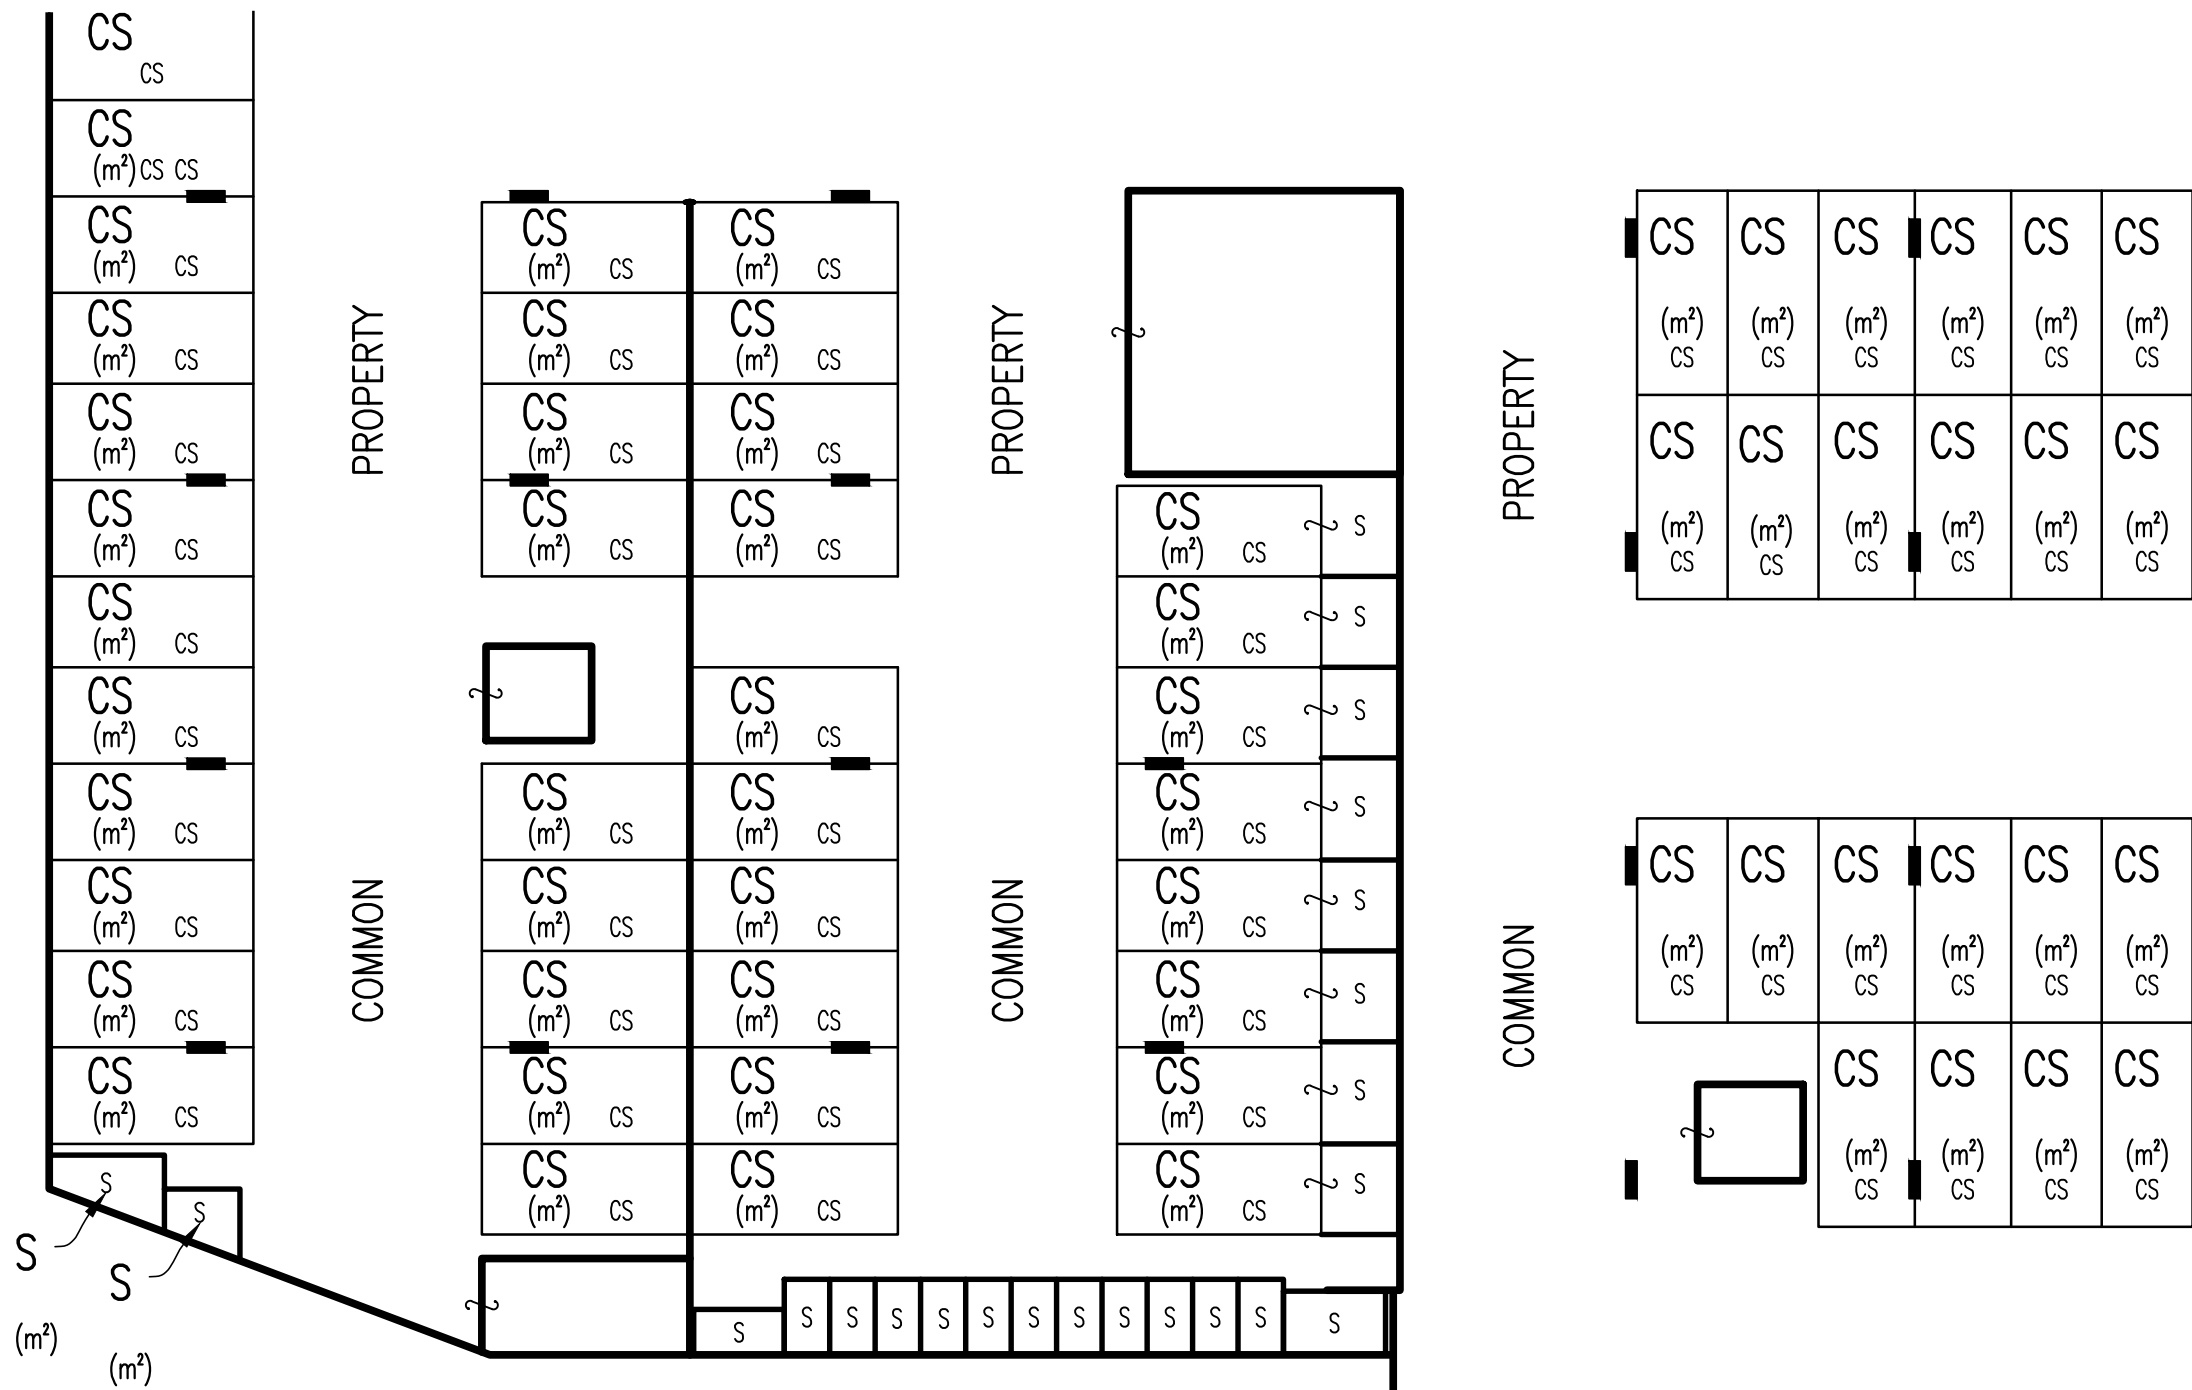 CS
CS
CS
(m²) CS CS
CS
(m²) CS
CS
(m²) CS
CS
(m²) CS
CS
(m²) CS
CS
(m²) CS
CS
(m²) CS
CS
(m²) CS
CS
(m²) CS
CS
(m²) CS
CS
(m²) CS
S
S
S
S
(m²)
(m²)
COMMON PROPERTY
CS
(m²) CS
CS
(m²) CS
CS
(m²) CS
CS
(m²) CS
CS
(m²) CS
CS
(m²) CS
CS
(m²) CS
CS
(m²) CS
CS
(m²) CS
CS
(m²) CS
CS
(m²) CS
CS
(m²) CS
CS
(m²) CS
CS
(m²) CS
CS
(m²) CS
CS
(m²) CS
CS
(m²) CS
CS
(m²) CS
CS
(m²) CS
COMMON PROPERTY
CS
(m²) CS
S
CS
(m²) CS
S
CS
(m²) CS
S
CS
(m²) CS
S
CS
(m²) CS
S
CS
(m²) CS
S
CS
(m²) CS
S
CS
(m²) CS
S
S S S S S S S S S S S S S
COMMON PROPERTY
CS CS CS CS CS CS
(m²) (m²) (m²) (m²) (m²) (m²)
CS CS CS CS CS CS
CS CS CS CS CS CS
(m²) (m²) (m²) (m²) (m²) (m²)
CS CS CS CS CS CS
CS CS CS CS CS CS
(m²) (m²) (m²) (m²) (m²) (m²)
CS CS CS CS CS CS
CS CS CS CS
(m²) (m²) (m²) (m²)
CS CS CS CS